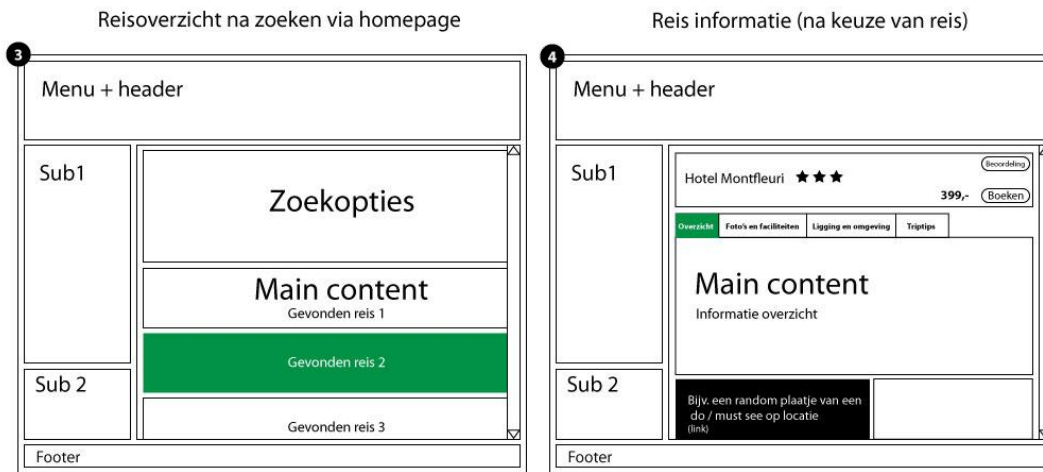 Reisoverzicht na zoeken via homepage
3
Menu + header
Sub1
Zoekopties
Main content
Gevonden reis 1
Gevonden reis 2
Sub 2
Gevonden reis 3
Footer
Reis informatie (na keuze van reis)
4
Menu + header
Sub1
Hotel Montfleuri
Beoordeling
399,- Boeken
Overzicht Foto's en faciliteiten Ligging en omgeving Triptips
Main content
Informatie overzicht
Sub 2
Bijv. een random plaatje van een
do / must see op locatie
(link)
Footer